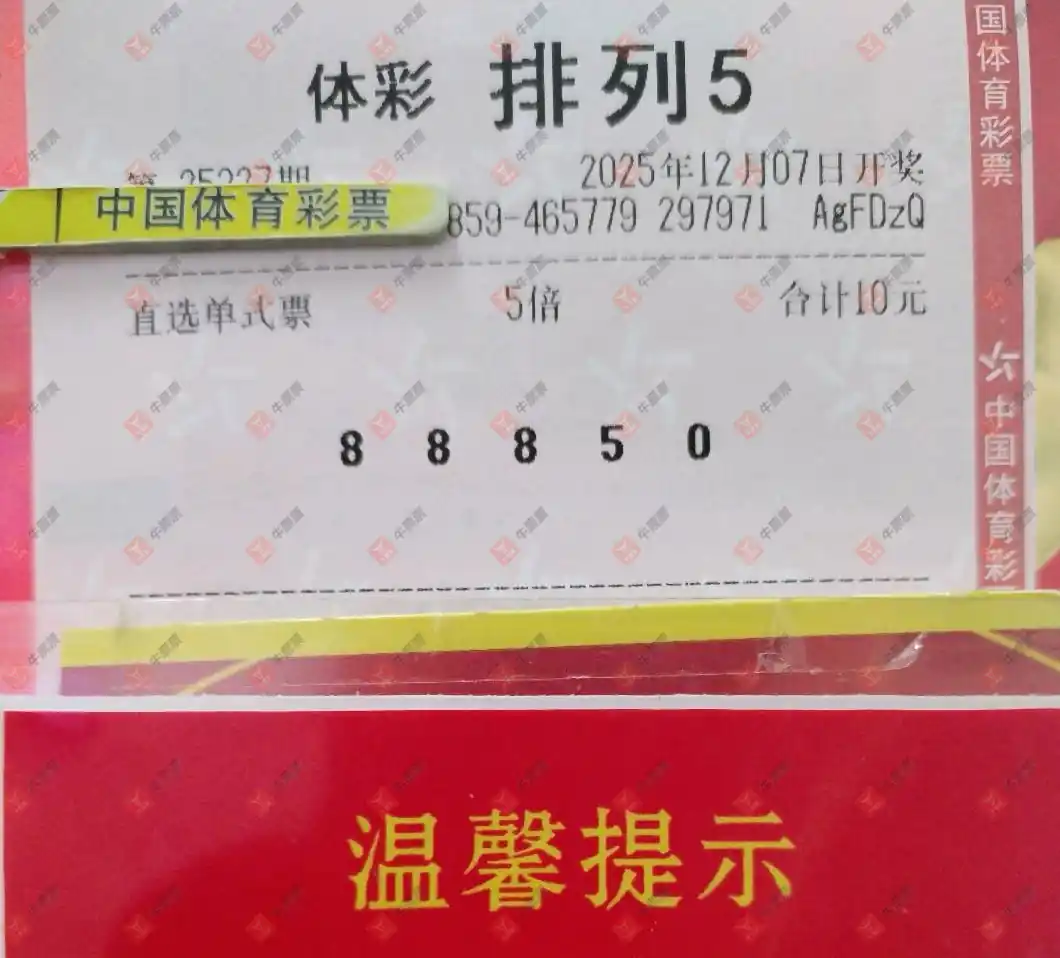 体彩 排列5
2025年12月07日开奖
中国体育彩票
859-465779 297971 AgFDzQ
直选单式票 5倍 合计10元
8 8 8 5 0
温馨提示
国体育彩票
中国体育彩
牛票票